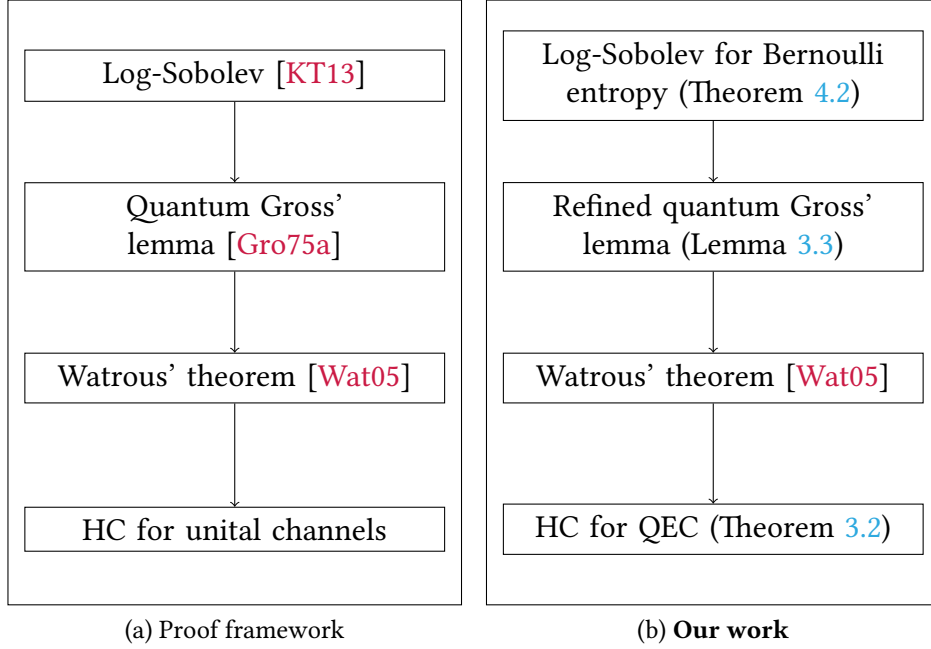 Log-Sobolev [KT13]
Quantum Gross'
lemma [Gro75a]
Watrous' theorem [Wat05]
HC for unital channels
(a) Proof framework
Log-Sobolev for Bernoulli
entropy (Theorem 4.2)
Refined quantum Gross'
lemma (Lemma 3.3)
Watrous' theorem [Wat05]
HC for QEC (Theorem 3.2)
(b) Our work